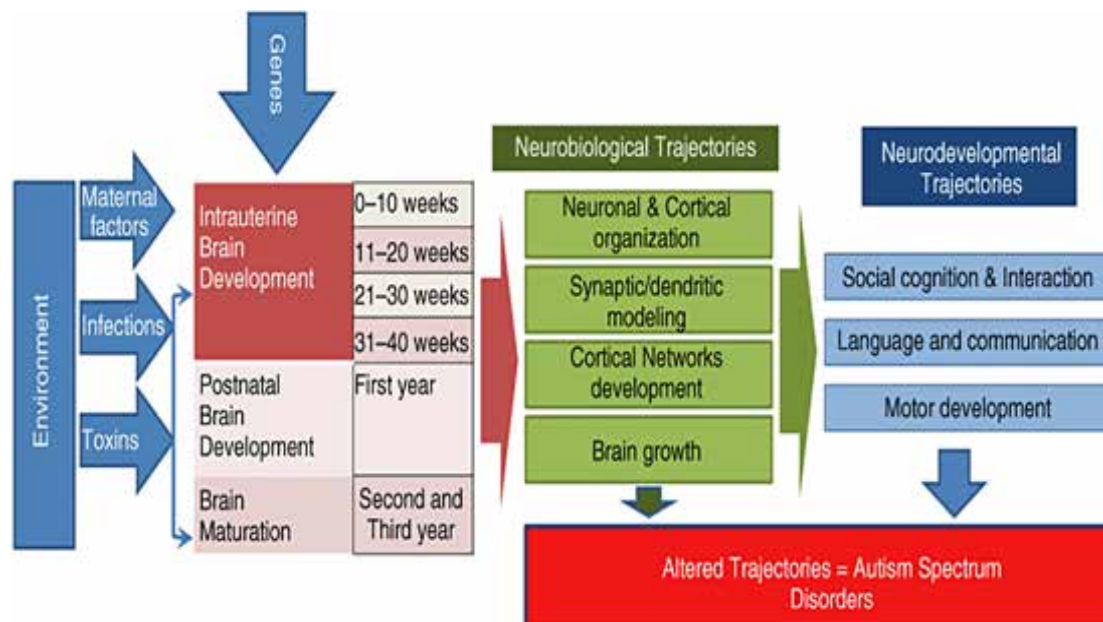 Genes
Environment
Maternal
factors
Infections
Toxins
Intrauterine
Brain
Development
0–10 weeks
11–20 weeks
21–30 weeks
31–40 weeks
Postnatal
Brain
Development
First year
Brain
Maturation
Second and
Third year
Neurobiological Trajectories
Neuronal & Cortical
organization
Synaptic/dendritic
modeling
Cortical Networks
development
Brain growth
Neurodevelopmental
Trajectories
Social cognition & Interaction
Language and communication
Motor development
Altered Trajectories = Autism Spectrum
Disorders